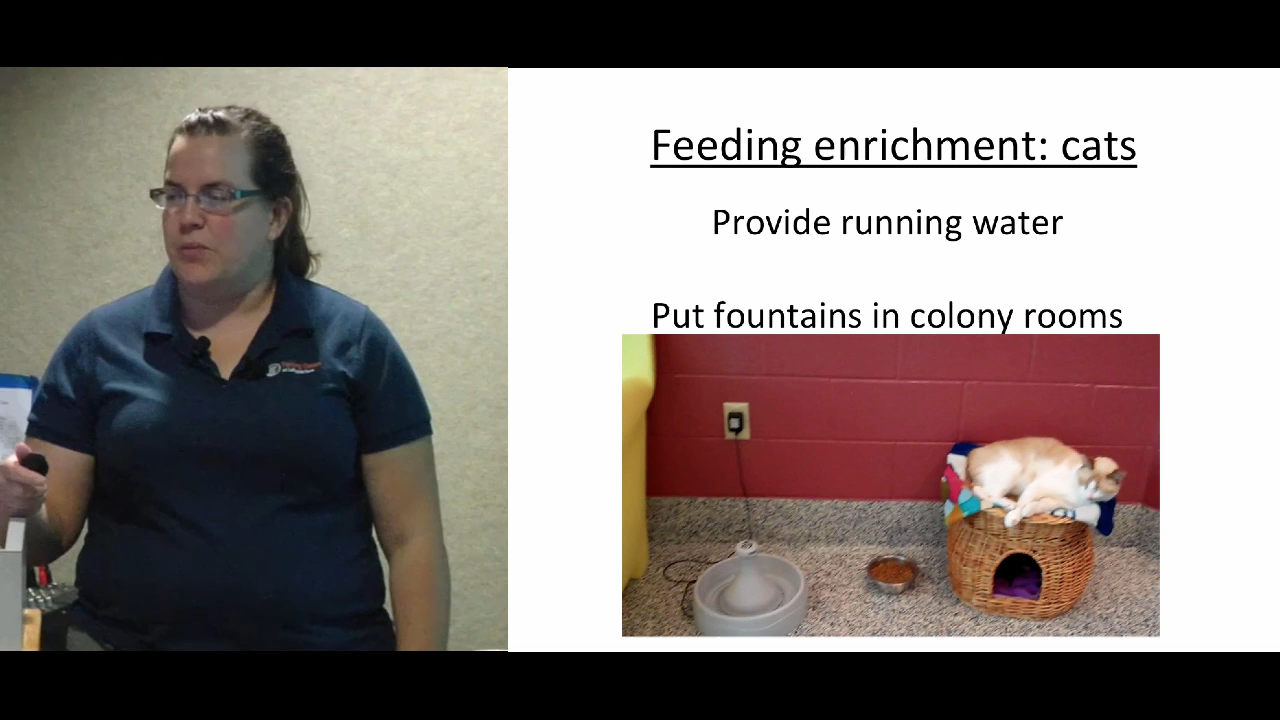 Feeding enrichment: cats
Provide running water
Put fountains in colony rooms